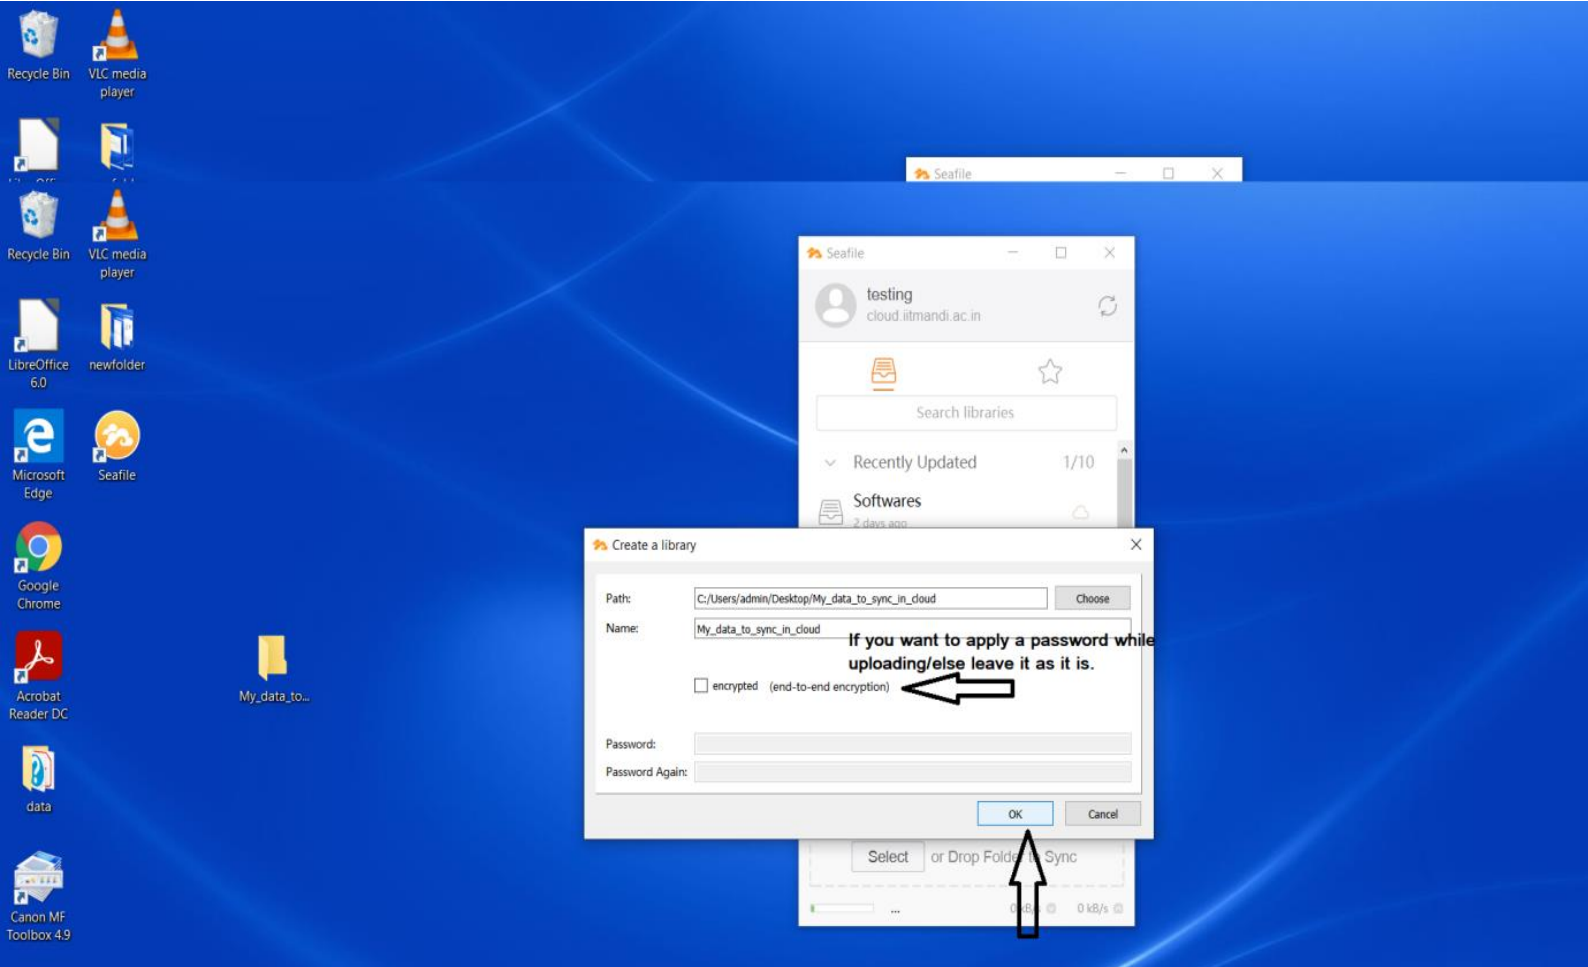 Recycle Bin
VLC media
player
Seafile
Recycle Bin
VLC media
player
LibreOffice
6.0
newfolder
Microsoft
Edge
Seafile
Google
Chrome
Acrobat
Reader DC
My_data_to...
data
Canon MF
Toolbox 4.9
Seafile
testing
cloud.iitmandi.ac.in
Search libraries
Recently Updated 1/10
Softwares
2 days ago
Create a library
Path: C:/Users/admin/Desktop/My_data_to_sync_in_cloud Choose
Name: My_data_to_sync_in_cloud
If you want to apply a password while
uploading/else leave it as it is.
encrypted (end-to-end encryption)
Password:
Password Again:
OK Cancel
Select or Drop Folder to Sync
... 0 kB/s 0 kB/s